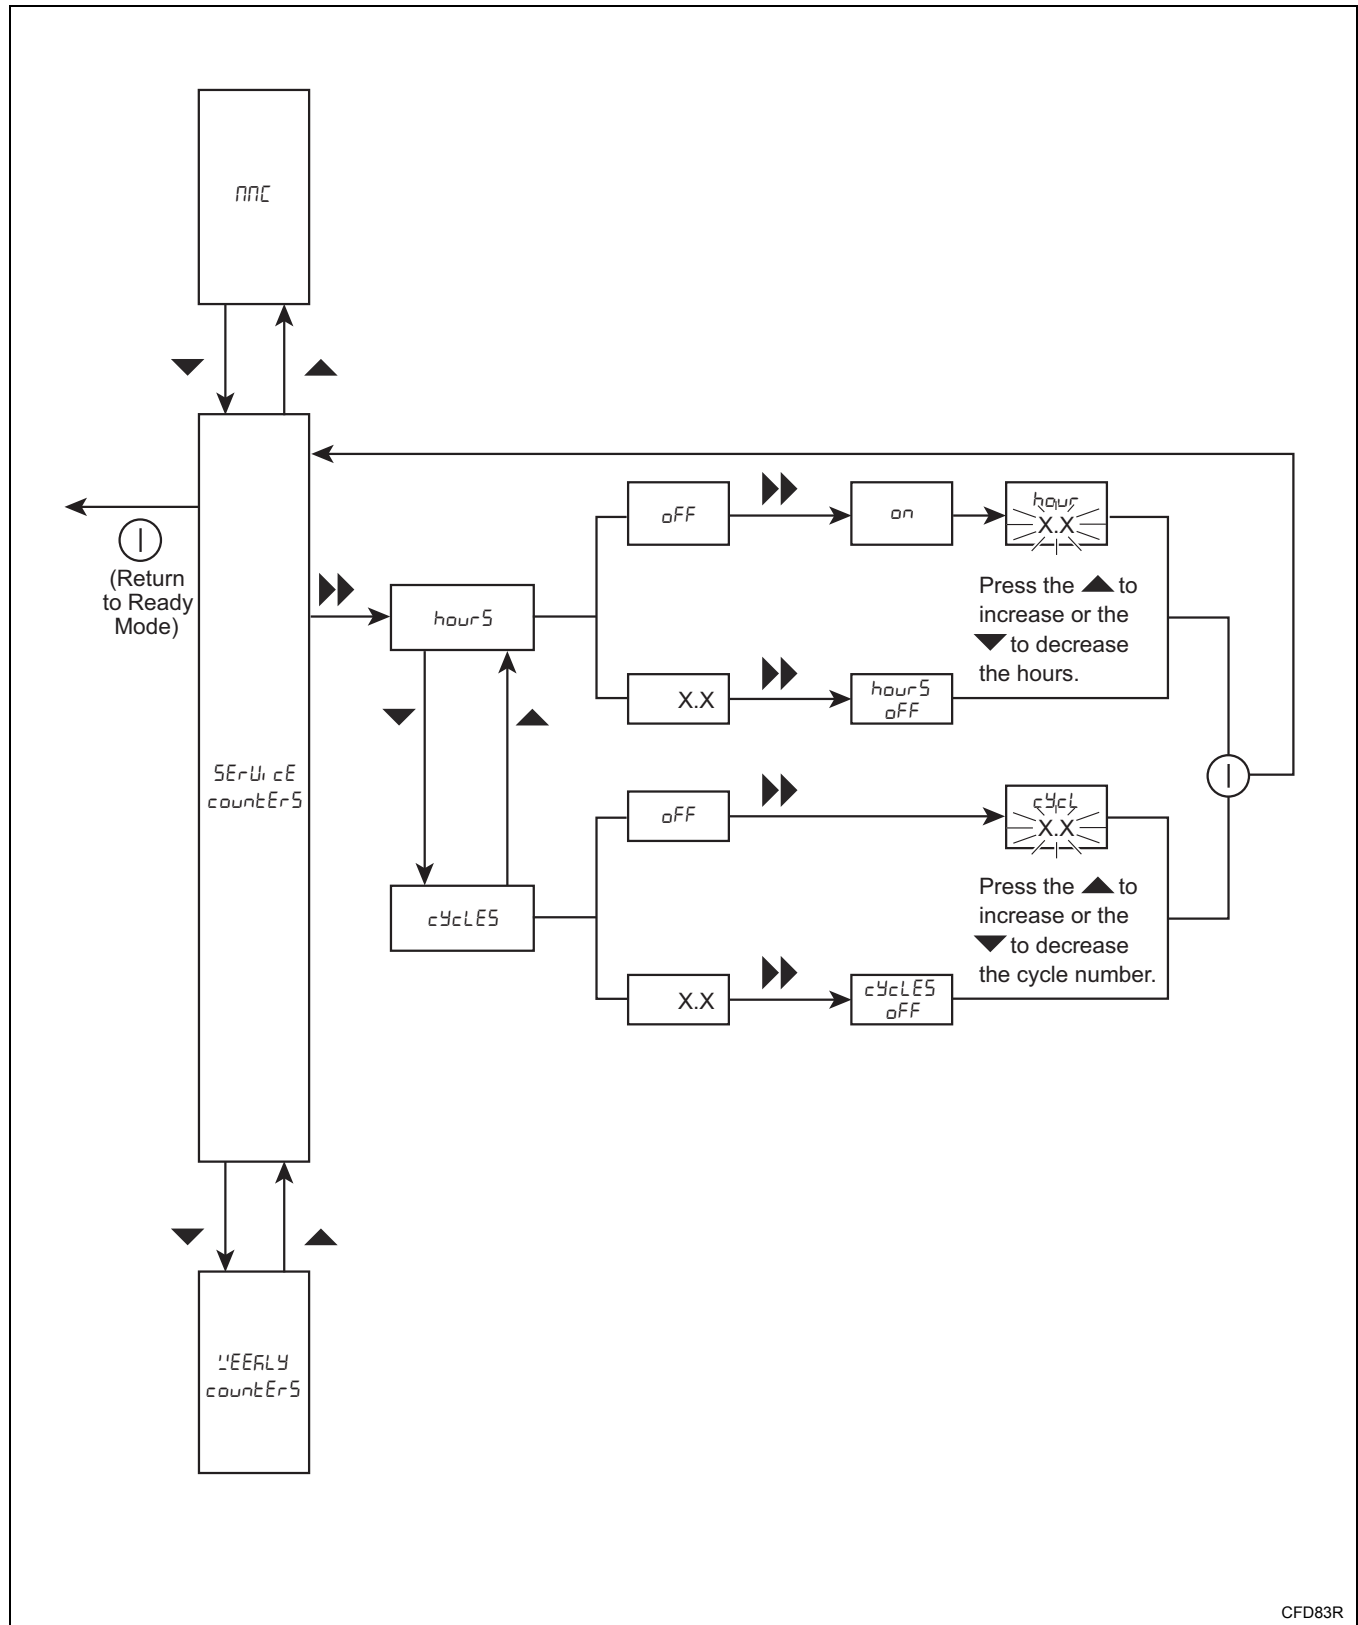 MMC
(Return
to Ready
Mode)
SErVicE
countErS
hourS
oFF
on
hour
X.X
Press the ▲ to
increase or the
▼ to decrease
the hours.
X.X
hourS
oFF
cYcLES
oFF
cYcL
X.X
Press the ▲ to
increase or the
▼ to decrease
the cycle number.
X.X
cYcLES
oFF
WEEKLY
countErS
CFD83R